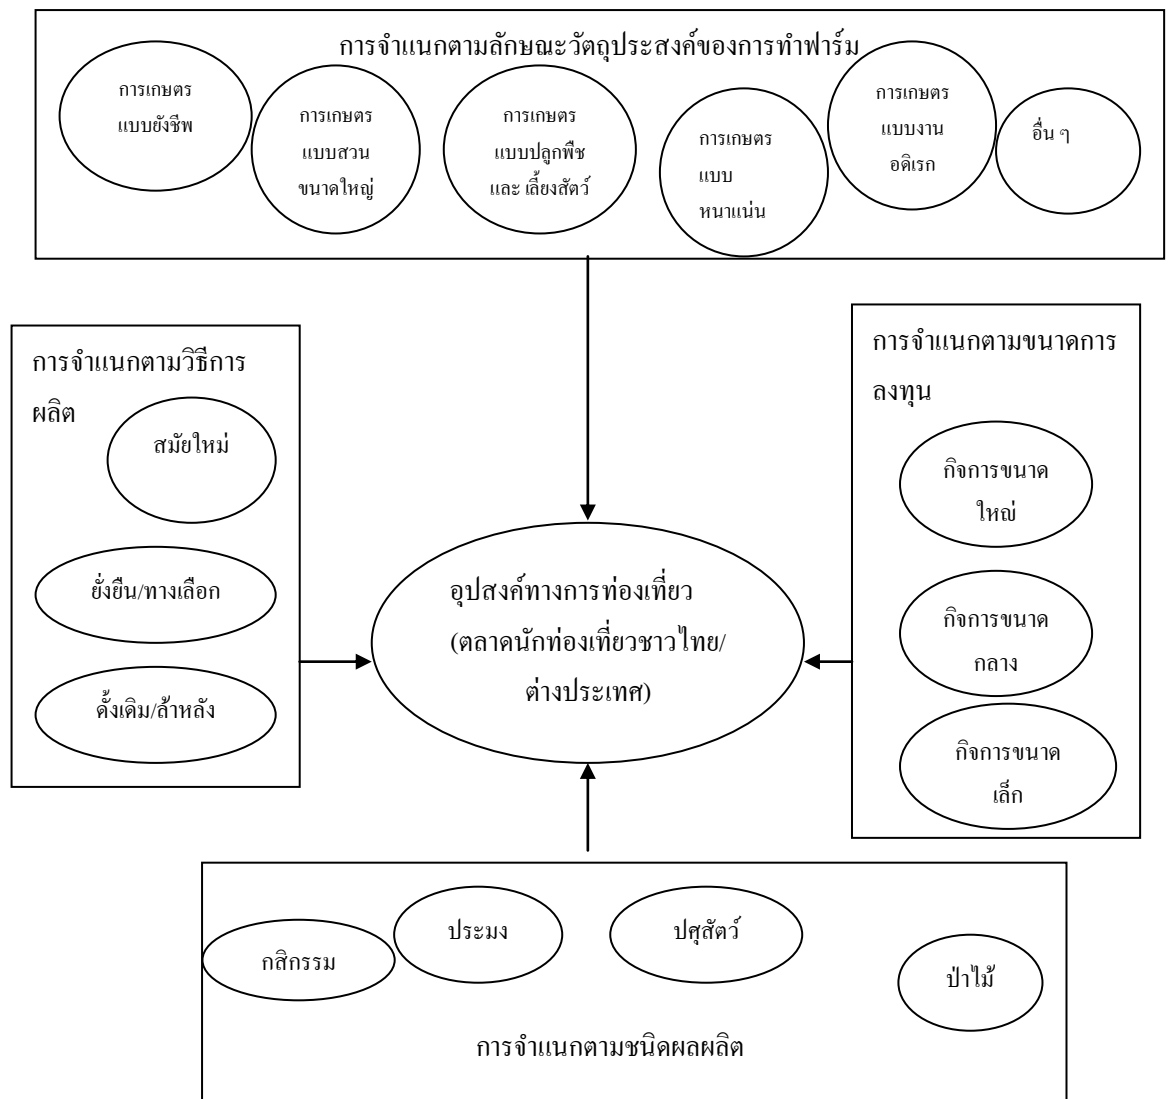 การจำแนกตามลักษณะวัตถุประสงค์ของการทำฟาร์ม
การเกษตร
แบบยังชีพ
การเกษตร
แบบสวน
ขนาดใหญ่
การเกษตร
แบบปลูกพืช
และ เลี้ยงสัตว์
การเกษตร
แบบ
หนาแน่น
การเกษตร
แบบงาน
อดิเรก
อื่น ๆ
การจำแนกตามวิธีการ
ผลิต
สมัยใหม่
ยั่งยืน/ทางเลือก
ดั้งเดิม/ล้าหลัง
อุปสงค์ทางการท่องเที่ยว
(ตลาดนักท่องเที่ยวชาวไทย/
ต่างประเทศ)
การจำแนกตามขนาดการ
ลงทุน
กิจการขนาด
ใหญ่
กิจการขนาด
กลาง
กิจการขนาด
เล็ก
กสิกรรม
ประมง
ปศุสัตว์
ป่าไม้
การจำแนกตามชนิดผลผลิต